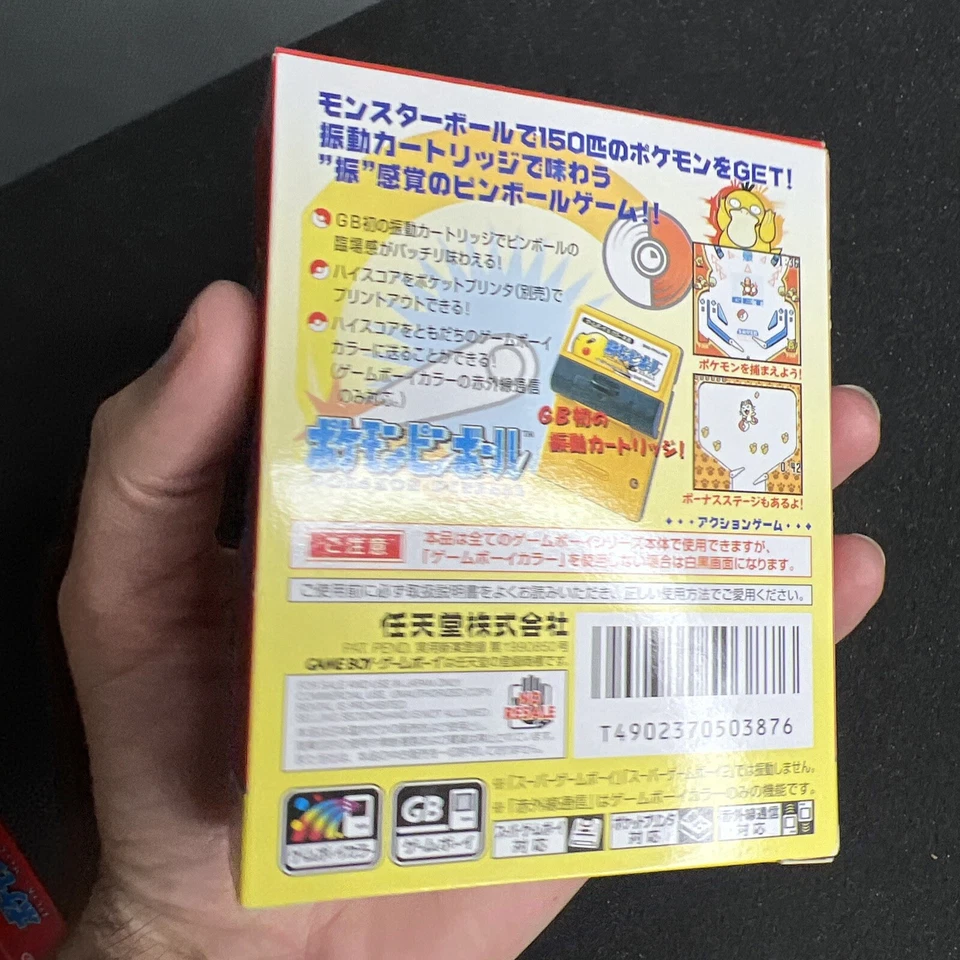 モンスターボールで150匹のポケモンをGET!
振動カートリッジで味わう
”振”感覚のピンボールゲーム!!
GB初の振動カートリッジでピンボールの
臨場感がバッチリ味わえる!
ハイスコアをポケットプリンタ(別売)で
プリントアウトできる!
ハイスコアをともだちのゲームボーイ
カラーに送ることができる!
(ゲームボーイカラーの赤外線通信
のみ対応。)
ポケモンピンボール
GB初の
振動カートリッジ!
ポケモンを捕まえよう!
ボーナスステージもあるよ!
アクションゲーム
ご注意
本品は全てのゲームボーイシリーズ本体で使用できますが、
「ゲームボーイカラー」を使用しない場合は白黒画面になります。
ご使用前に必ず取扱説明書をよくお読みいただき、正しい使用方法でご愛用ください。
任天堂株式会社
GAME BOY・ゲームボーイは任天堂の登録商標です。
FOR SALE AND USE IN JAPAN ONLY
NO
RESALE
T4902370503876
※「スーパーゲームボーイ」「スーパーゲームボーイ2」では振動しません。
※「赤外線通信」はゲームボーイカラーのみの機能です。
ゲームボーイカラー
GB
ゲームボーイ
スーパーゲームボーイ
対応
ポケットプリンタ
対応
赤外線通信
対応